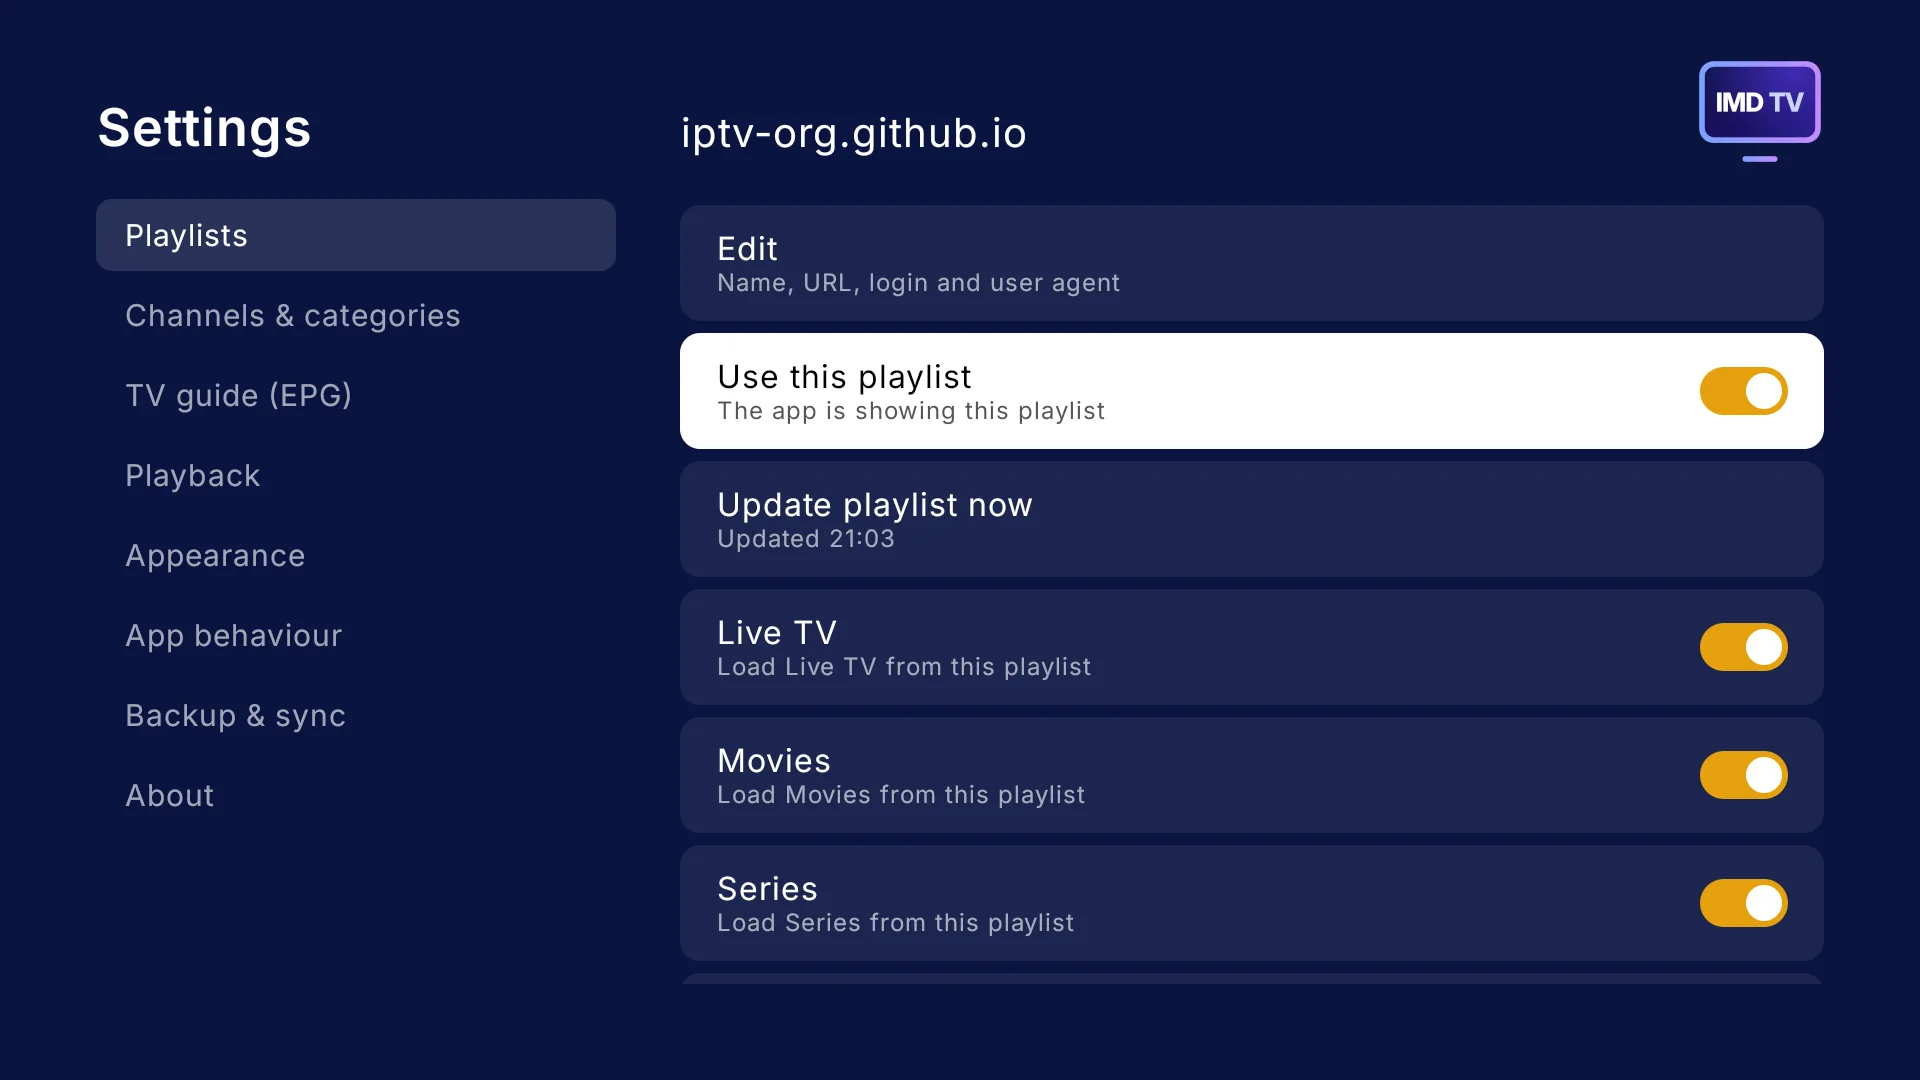 Settings
Playlists
Channels & categories
TV guide (EPG)
Playback
Appearance
App behaviour
Backup & sync
About
iptv-org.github.io
IMD TV
Edit
Name, URL, login and user agent
Use this playlist
The app is showing this playlist
Update playlist now
Updated 21:03
Live TV
Load Live TV from this playlist
Movies
Load Movies from this playlist
Series
Load Series from this playlist